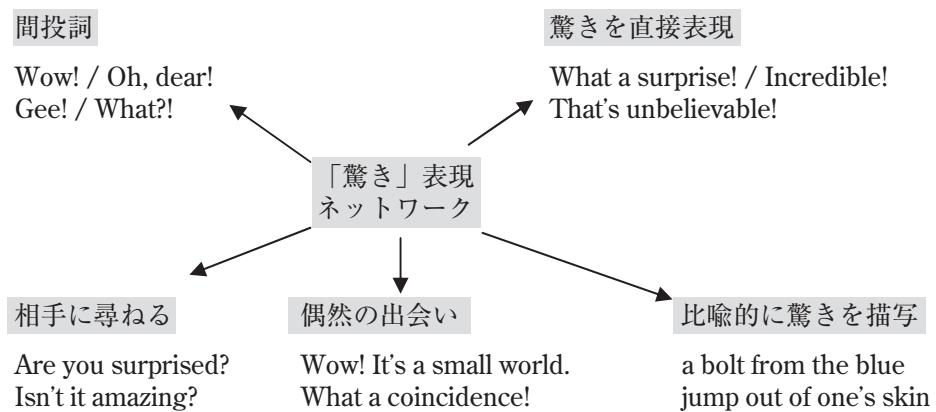 間投詞
Wow! / Oh, dear!
Gee! / What?!
驚きを直接表現
What a surprise! / Incredible!
That's unbelievable!
「驚き」表現
ネットワーク
相手に尋ねる
Are you surprised?
Isn't it amazing?
偶然の出会い
Wow! It's a small world.
What a coincidence!
比喩的に驚きを描写
a bolt from the blue
jump out of one's skin